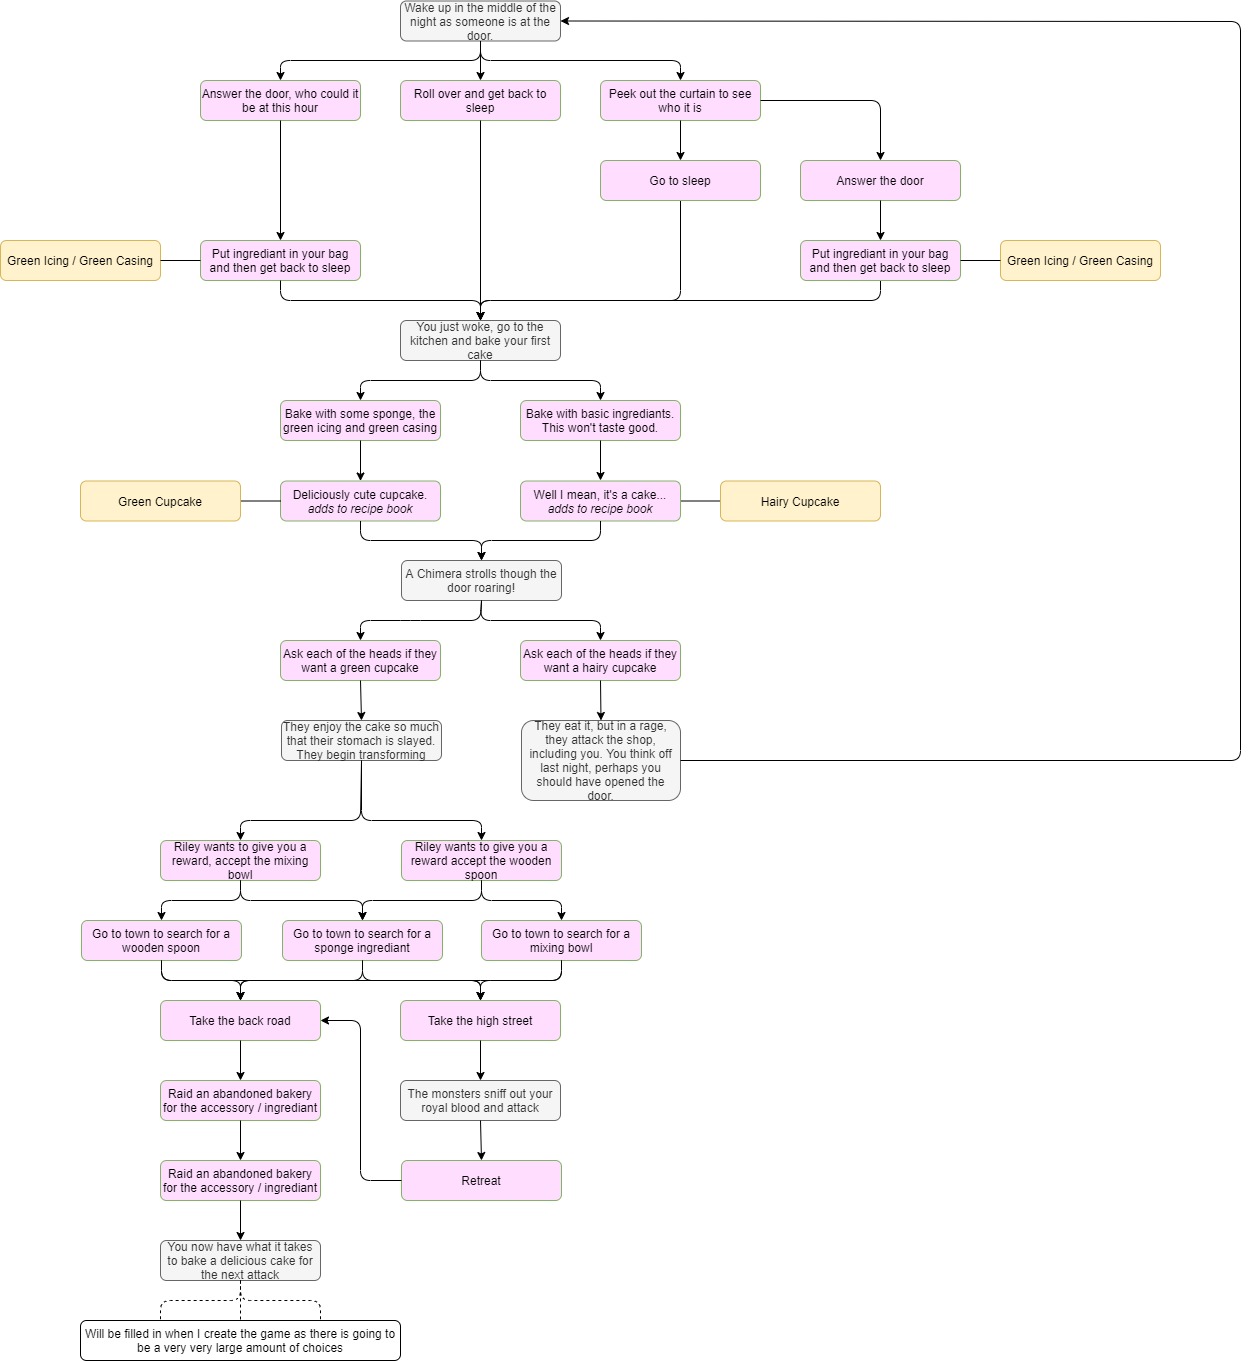 Wake up in the middle of the
night as someone is at the
door.
Answer the door, who could it
be at this hour
Roll over and get back to
sleep
Peek out the curtain to see
who it is
Go to sleep
Answer the door
Green Icing / Green Casing
Put ingrediant in your bag
and then get back to sleep
Put ingrediant in your bag
and then get back to sleep
Green Icing / Green Casing
You just woke, go to the
kitchen and bake your first
cake
Bake with some sponge, the
green icing and green casing
Bake with basic ingrediants.
This won't taste good.
Green Cupcake
Deliciously cute cupcake.
adds to recipe book
Well I mean, it's a cake...
adds to recipe book
Hairy Cupcake
A Chimera strolls though the
door roaring!
Ask each of the heads if they
want a green cupcake
Ask each of the heads if they
want a hairy cupcake
They enjoy the cake so much
that their stomach is slayed.
They begin transforming
They eat it, but in a rage,
they attack the shop,
including you. You think off
last night, perhaps you
should have opened the
door.
Riley wants to give you a
reward, accept the mixing
bowl
Riley wants to give you a
reward accept the wooden
spoon
Go to town to search for a
wooden spoon
Go to town to search for a
sponge ingrediant
Go to town to search for a
mixing bowl
Take the back road
Take the high street
Raid an abandoned bakery
for the accessory / ingrediant
The monsters sniff out your
royal blood and attack
Raid an abandoned bakery
for the accessory / ingrediant
Retreat
You now have what it takes
to bake a delicious cake for
the next attack
Will be filled in when I create the game as there is going to
be a very very large amount of choices